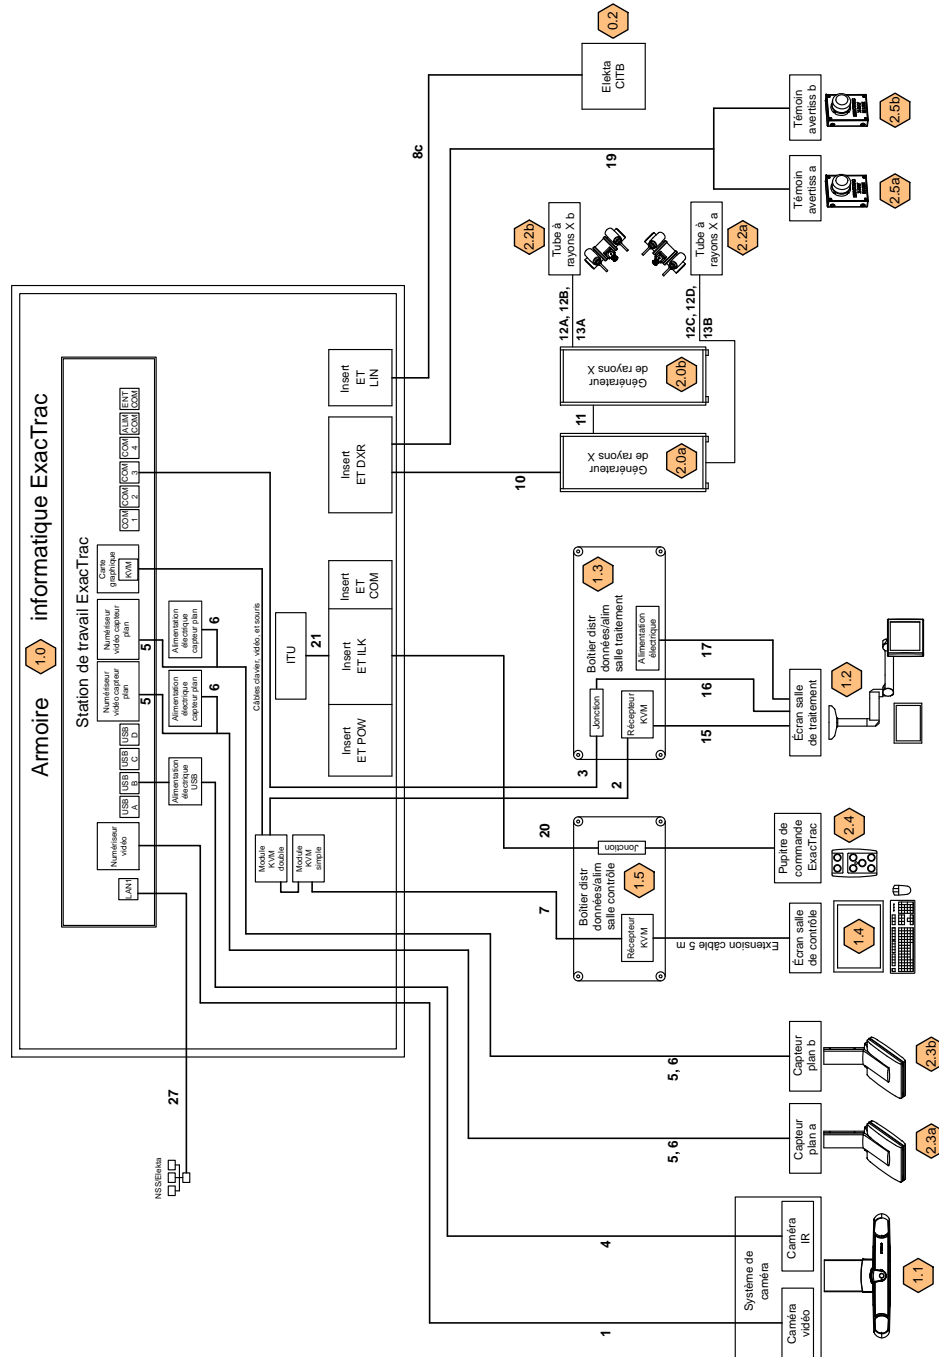 Armoire
1.0
informatique ExacTrac
Station de travail ExacTrac
LAN1
Numériseur
vidéo
USB
A
USB
B
USB
C
USB
D
Numériseur
vidéo capteur
plan
Numériseur
vidéo capteur
plan
Carte
graphique
KVM
COM
1
COM
2
COM
3
COM
4
ALIM
COM
ENT
COM
5
5
Alimentation
électrique
USB
Alimentation
électrique
capteur plan
6
Alimentation
électrique
capteur plan
6
Câbles clavier, vidéo, et souris
Module
KVM
double
Module
KVM
simple
ITU
21
Insert
ET POW
Insert
ET ILK
Insert
ET
COM
Insert
ET DXR
Insert
ET
LIN
27
NSS/Elekta
8c
Elekta
CITB
0.2
19
10
11
Générateur
de rayons X
2.0a
Générateur
de rayons X
2.0b
12A, 12B,
13A
12C, 12D,
13B
Tube à
rayons X b
2.2b
Tube à
rayons X a
2.2a
Témoin
avertiss a
2.5a
Témoin
avertiss b
2.5b
20
7
3
2
Boîtier distr
données/alim
salle contrôle
1.5
Jonction
Récepteur
KVM
Extension câble 5 m
Boîtier distr
données/alim
salle traitement
1.3
Jonction
Récepteur
KVM
Alimentation
électrique
15
16
17
Écran salle
de traitement
1.2
Pupitre de
commande
ExacTrac
2.4
Écran salle
de contrôle
1.4
5, 6
5, 6
Capteur
plan b
2.3b
Capteur
plan a
2.3a
4
1
Système de
caméra
Caméra
IR
Caméra
vidéo
1.1